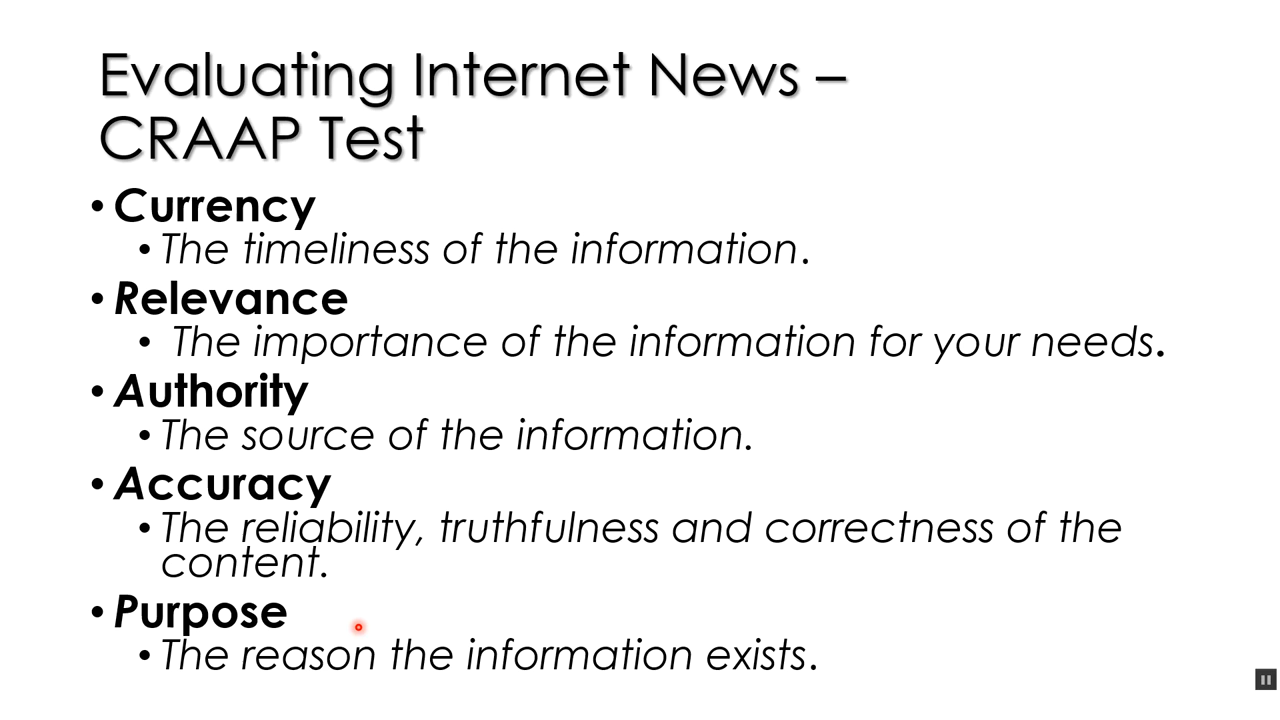 Evaluating Internet News –
CRAAP Test
• Currency
• The timeliness of the information.
• Relevance
• The importance of the information for your needs.
• Authority
• The source of the information.
• Accuracy
• The reliability, truthfulness and correctness of the
content.
• Purpose
• The reason the information exists.